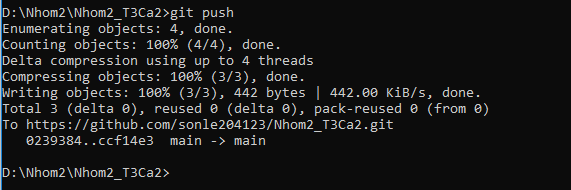 D:\Nhom2\Nhom2_T3Ca2>git push
Enumerating objects: 4, done.
Counting objects: 100% (4/4), done.
Delta compression using up to 4 threads
Compressing objects: 100% (3/3), done.
Writing objects: 100% (3/3), 442 bytes | 442.00 KiB/s, done.
Total 3 (delta 0), reused 0 (delta 0), pack-reused 0 (from 0)
To https://github.com/sonle204123/Nhom2_T3Ca2.git
   0239384..ccf14e3  main -> main
D:\Nhom2\Nhom2_T3Ca2>